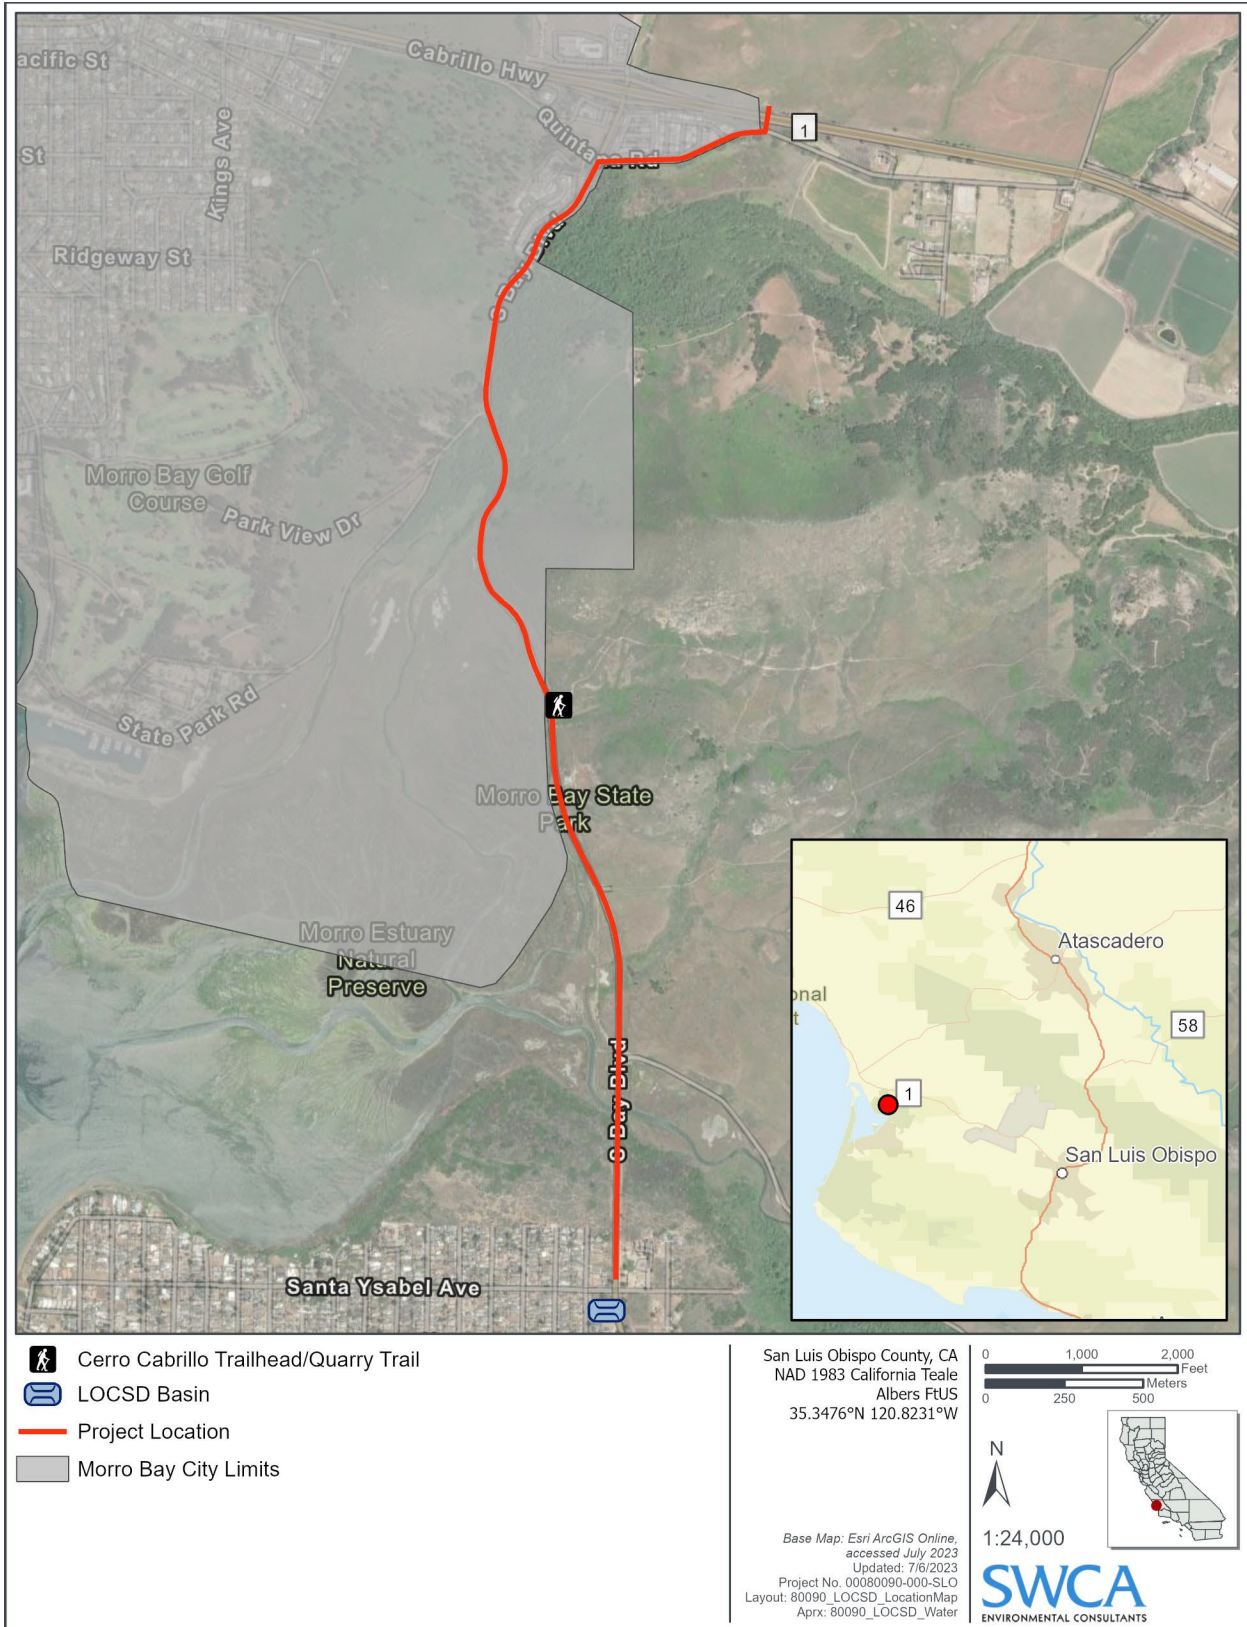 acific St
Cabrillo Hwy
1
Quintana Rd
St
Kings Ave
Ridgeway St
S Bay Blvd
Morro Bay Golf
Course
Park View Dr
State Park Rd
Morro Bay State
Park
Morro Estuary
Natural
Preserve
S Bay Blvd
Santa Ysabel Ave
46
Atascadero
onal
t
58
1
San Luis Obispo
Cerro Cabrillo Trailhead/Quarry Trail
LOCSD Basin
Project Location
Morro Bay City Limits
San Luis Obispo County, CA
NAD 1983 California Teale
Albers FtUS
35.3476°N 120.8231°W
Base Map: Esri ArcGIS Online,
accessed July 2023
Updated: 7/6/2023
Project No. 00080090-000-SLO
Layout: 80090_LOCSD_LocationMap
Aprx: 80090_LOCSD_Water
0 1,000 2,000
Feet
Meters
0 250 500
N
1:24,000
SWCA
ENVIRONMENTAL CONSULTANTS